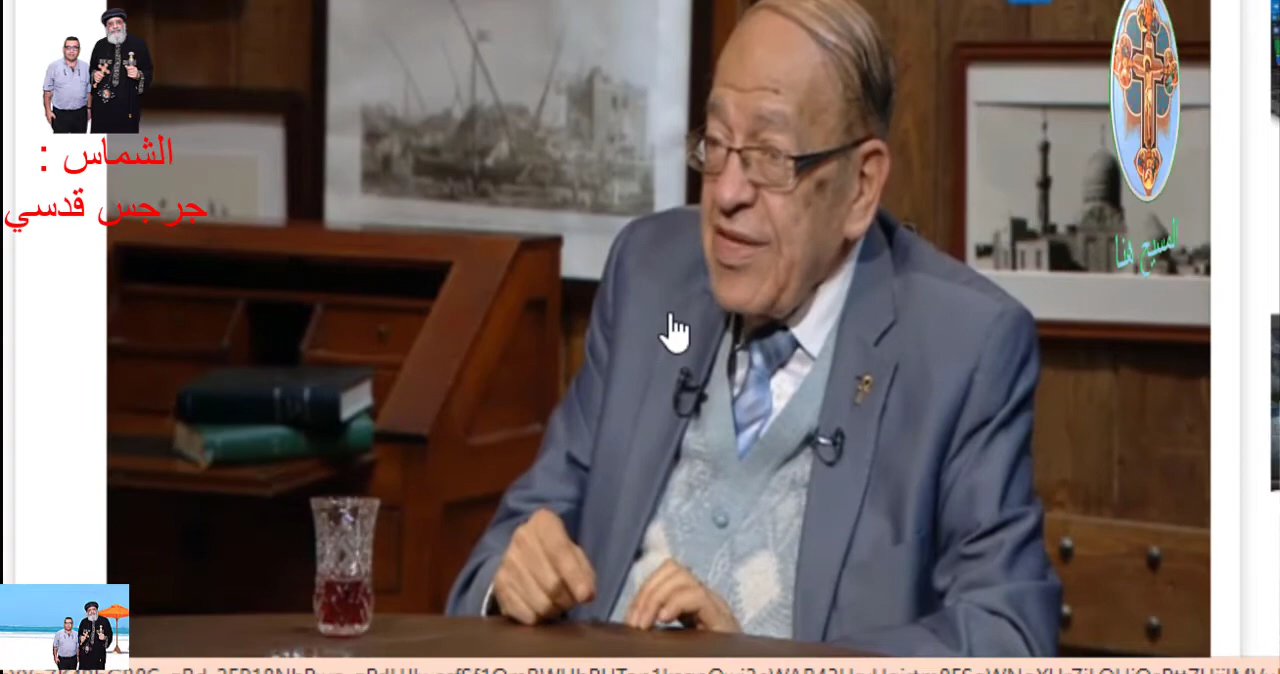 الشماس :
جرجس قدسي
المسيح هنا